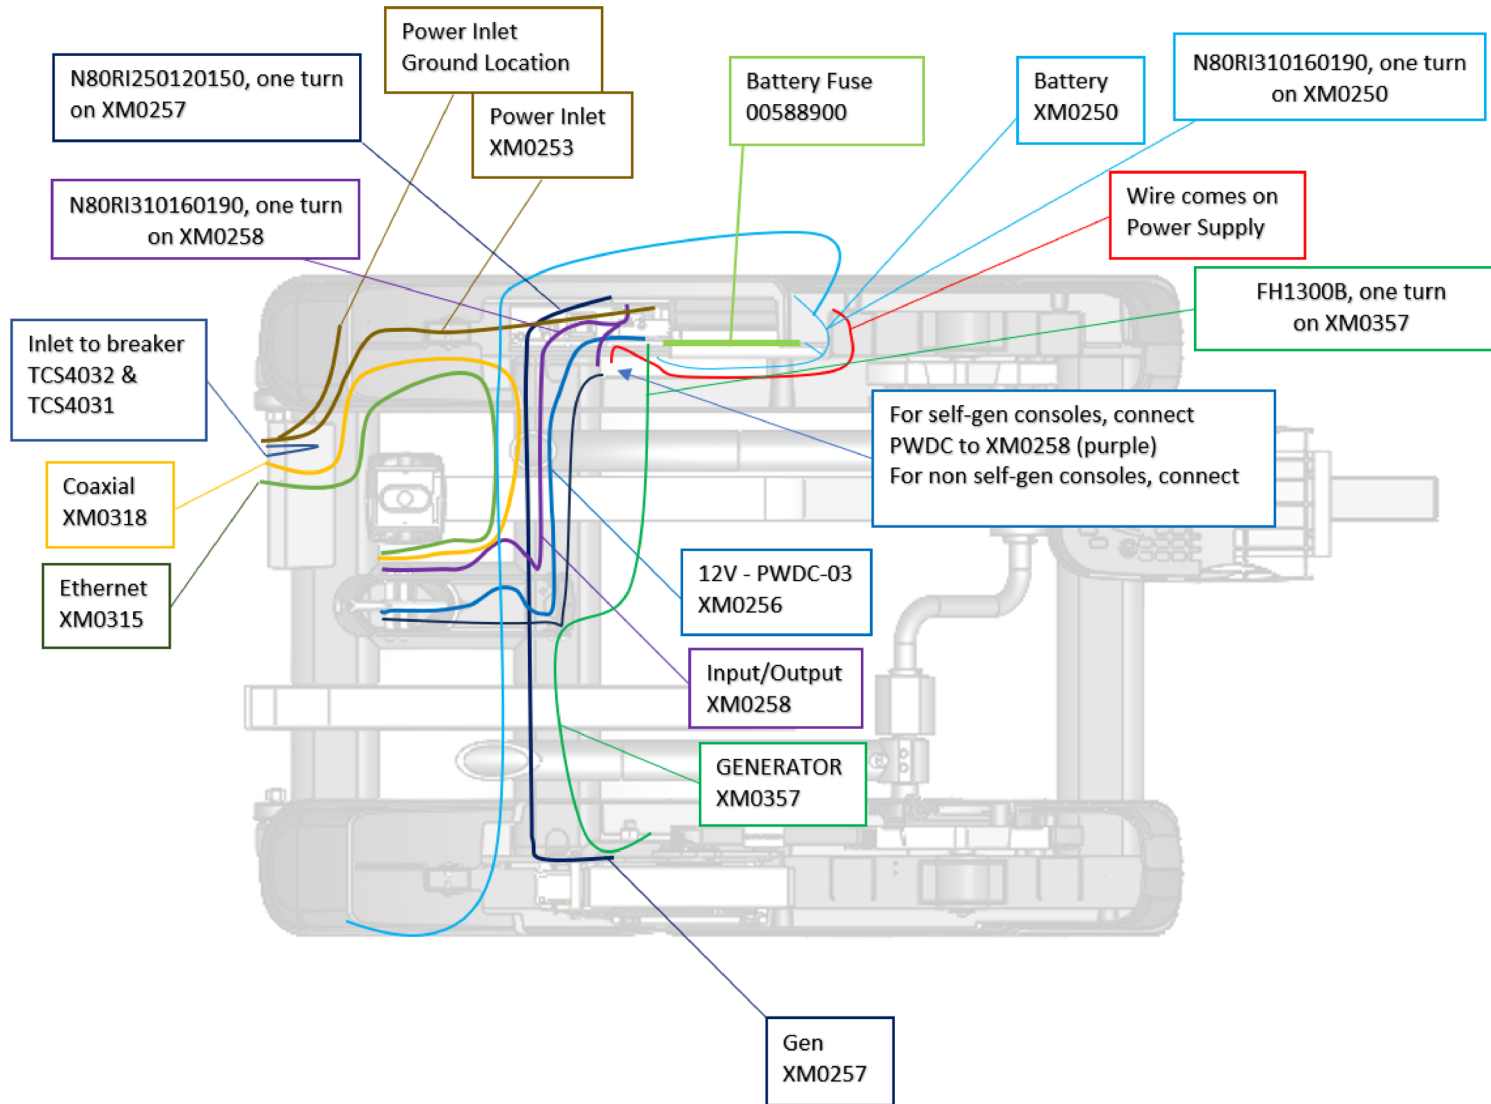 Power Inlet
Ground Location
N80RI250120150, one turn
on XM0257
Power Inlet
XM0253
Battery Fuse
00588900
Battery
XM0250
N80RI310160190, one turn
on XM0250
N80RI310160190, one turn
on XM0258
Wire comes on
Power Supply
FH1300B, one turn
on XM0357
Inlet to breaker
TCS4032 &
TCS4031
For self-gen consoles, connect
PWDC to XM0258 (purple)
For non self-gen consoles, connect
Coaxial
XM0318
Ethernet
XM0315
12V - PWDC-03
XM0256
Input/Output
XM0258
GENERATOR
XM0357
Gen
XM0257